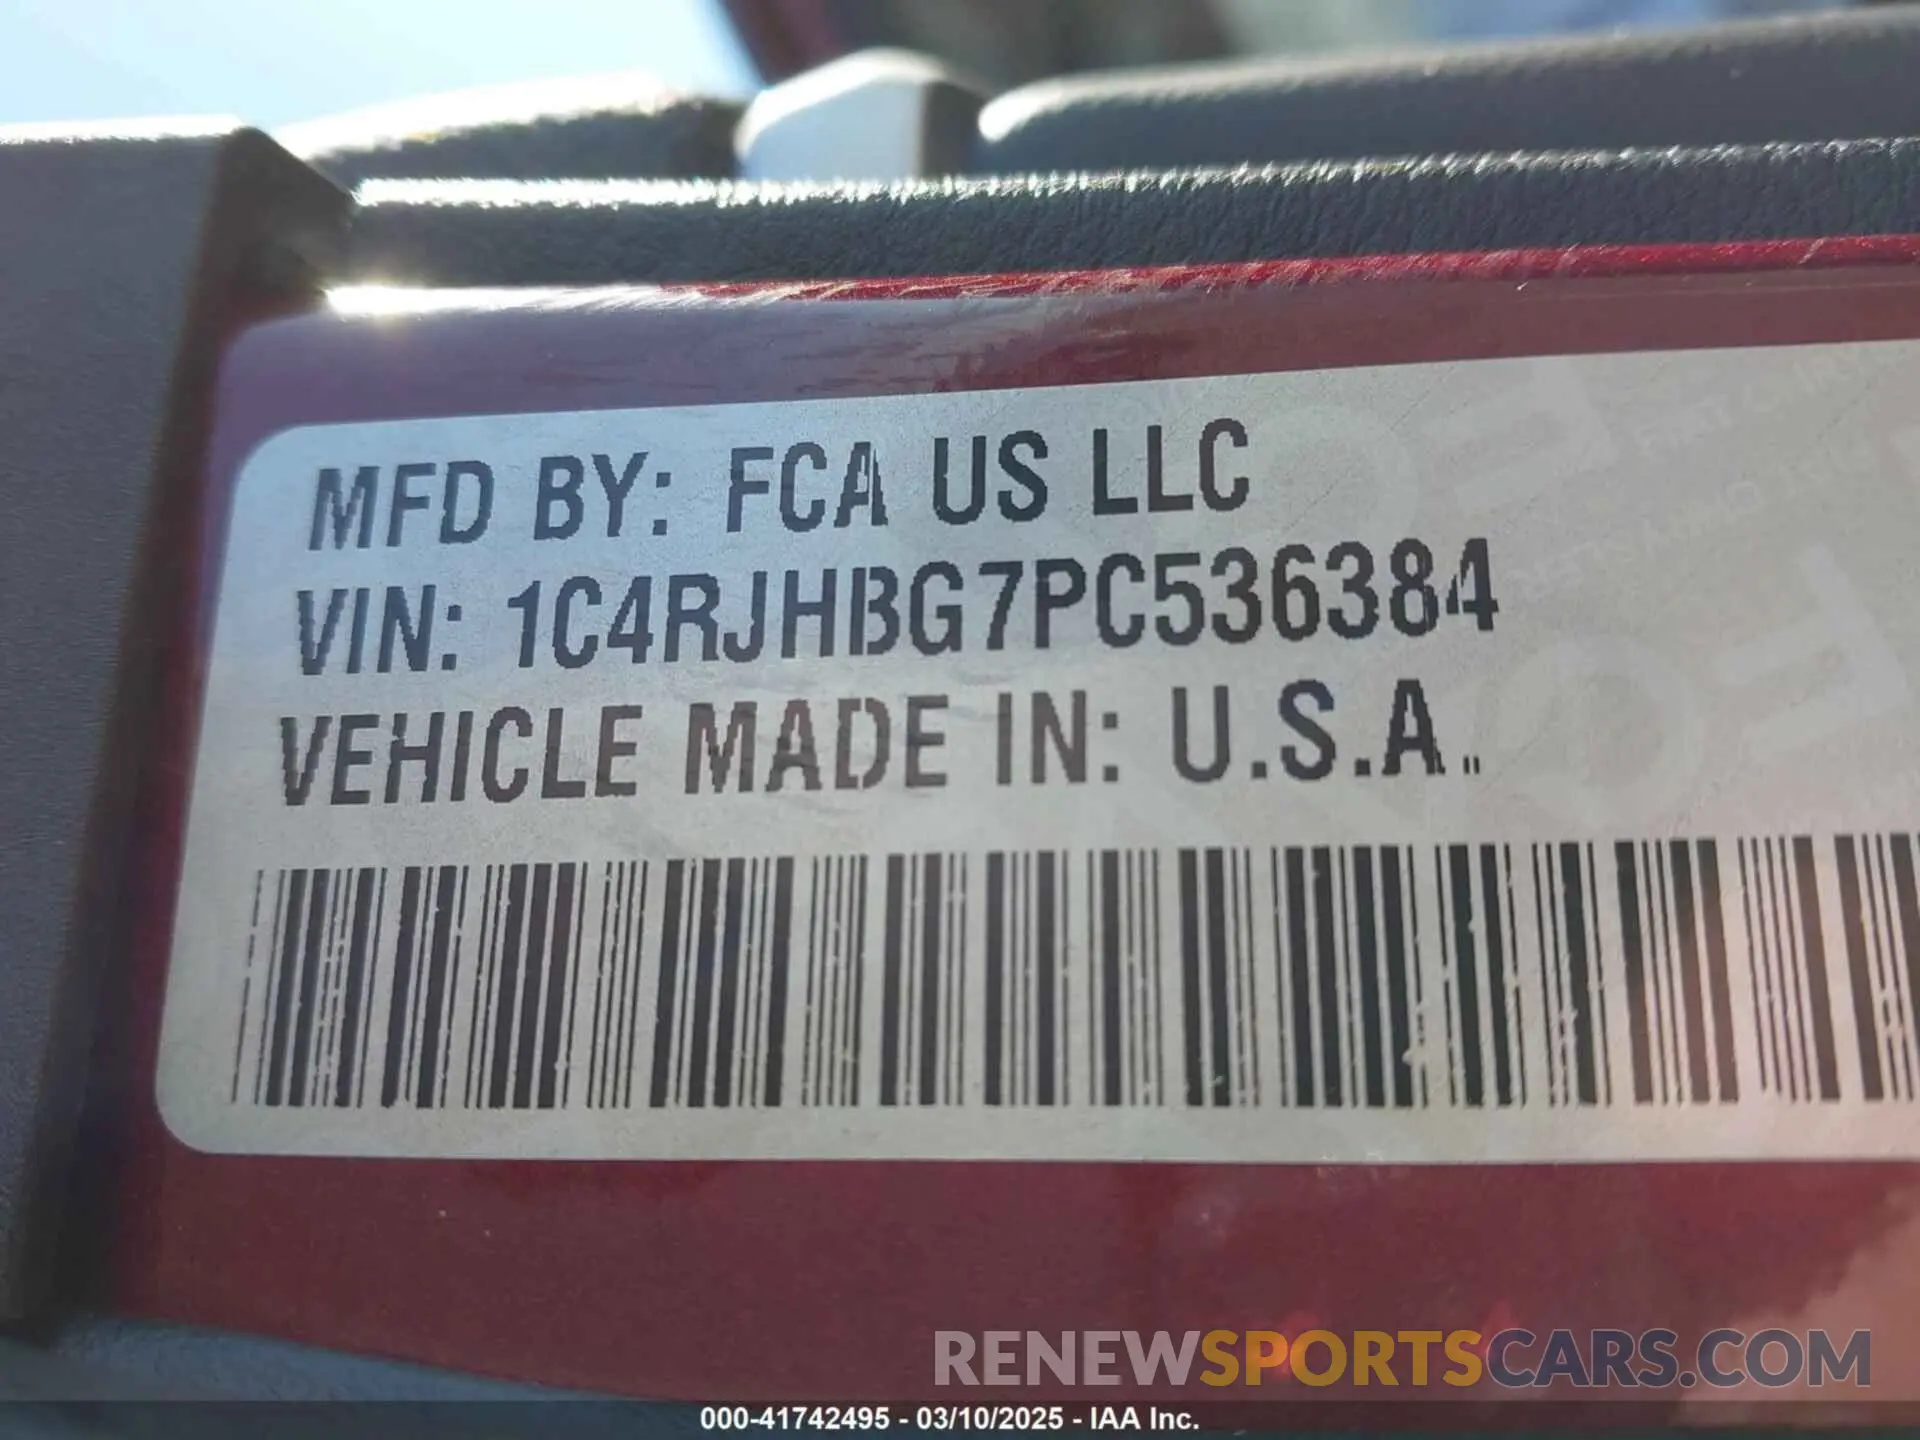 MFD BY: FCA US LLC
VIN: 1C4RJHBG7PC536384
VEHICLE MADE IN: U.S.A.
RENEWSPORTSCARS.COM
000-41742495 - 03/10/2025 - IAA Inc.